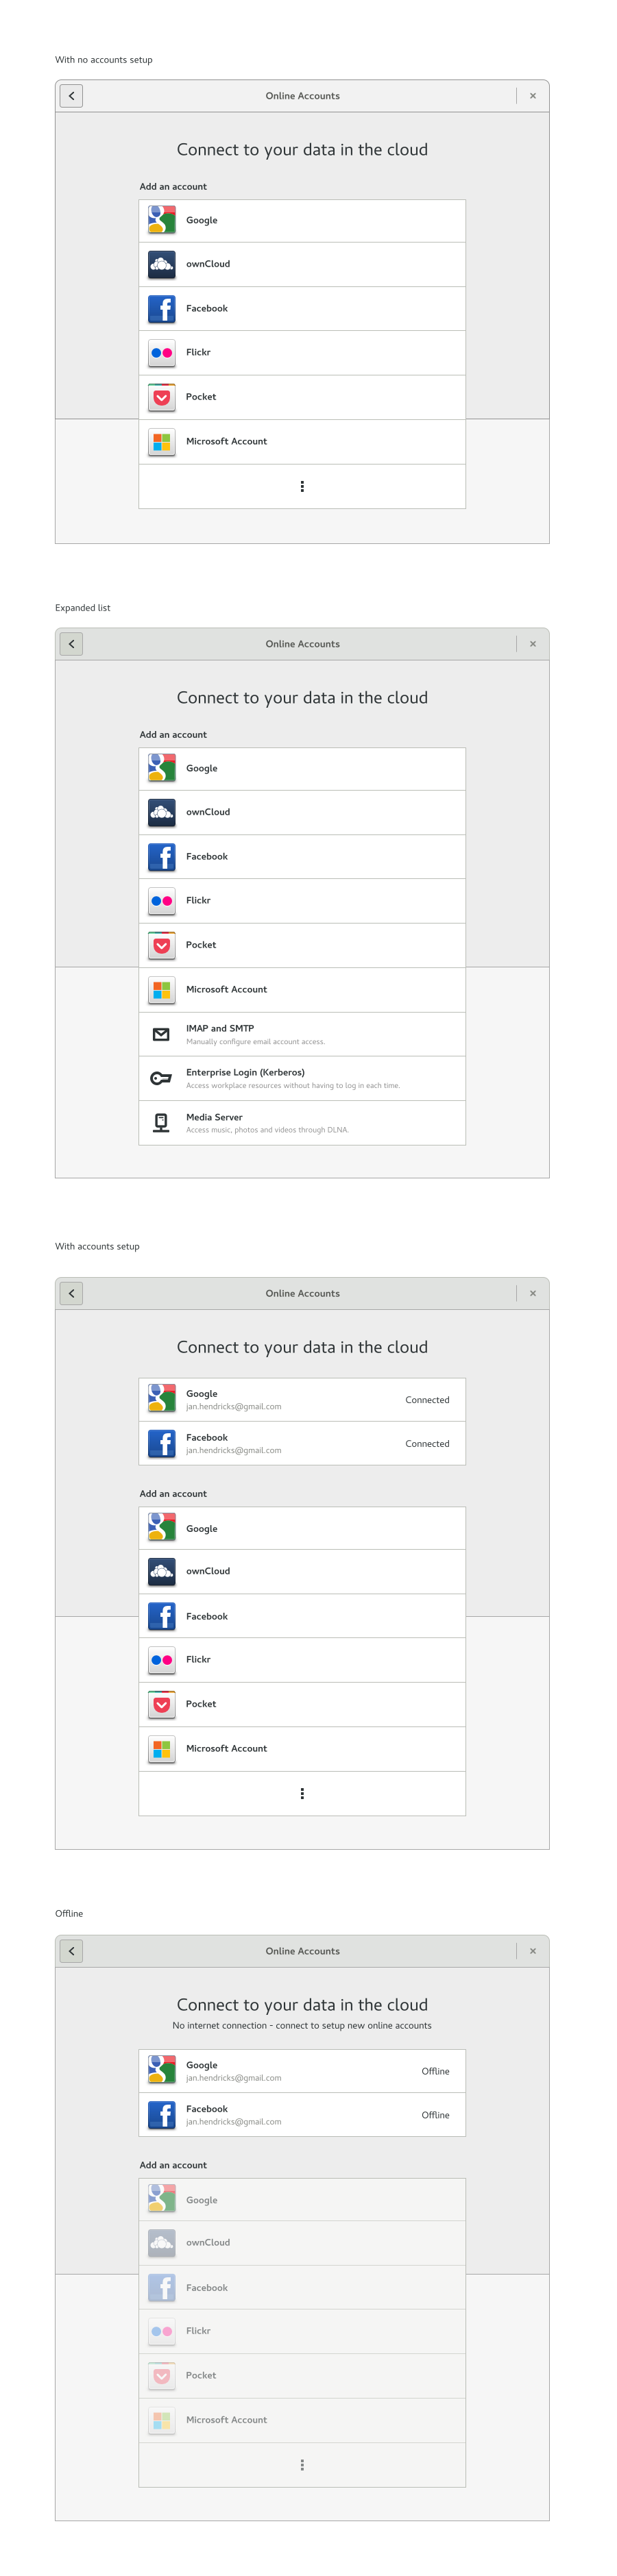 With no accounts setup
Online Accounts
Connect to your data in the cloud
Add an account
Google
ownCloud
Facebook
Flickr
Pocket
Microsoft Account
Expanded list
Online Accounts
Connect to your data in the cloud
Add an account
Google
ownCloud
Facebook
Flickr
Pocket
Microsoft Account
IMAP and SMTP
Manually configure email account access.
Enterprise Login (Kerberos)
Access workplace resources without having to log in each time.
Media Server
Access music, photos and videos through DLNA.
With accounts setup
Online Accounts
Connect to your data in the cloud
Google
jan.hendricks@gmail.com
Connected
Facebook
jan.hendricks@gmail.com
Connected
Add an account
Google
ownCloud
Facebook
Flickr
Pocket
Microsoft Account
Offline
Online Accounts
Connect to your data in the cloud
No internet connection - connect to setup new online accounts
Google
jan.hendricks@gmail.com
Offline
Facebook
jan.hendricks@gmail.com
Offline
Add an account
Google
ownCloud
Facebook
Flickr
Pocket
Microsoft Account